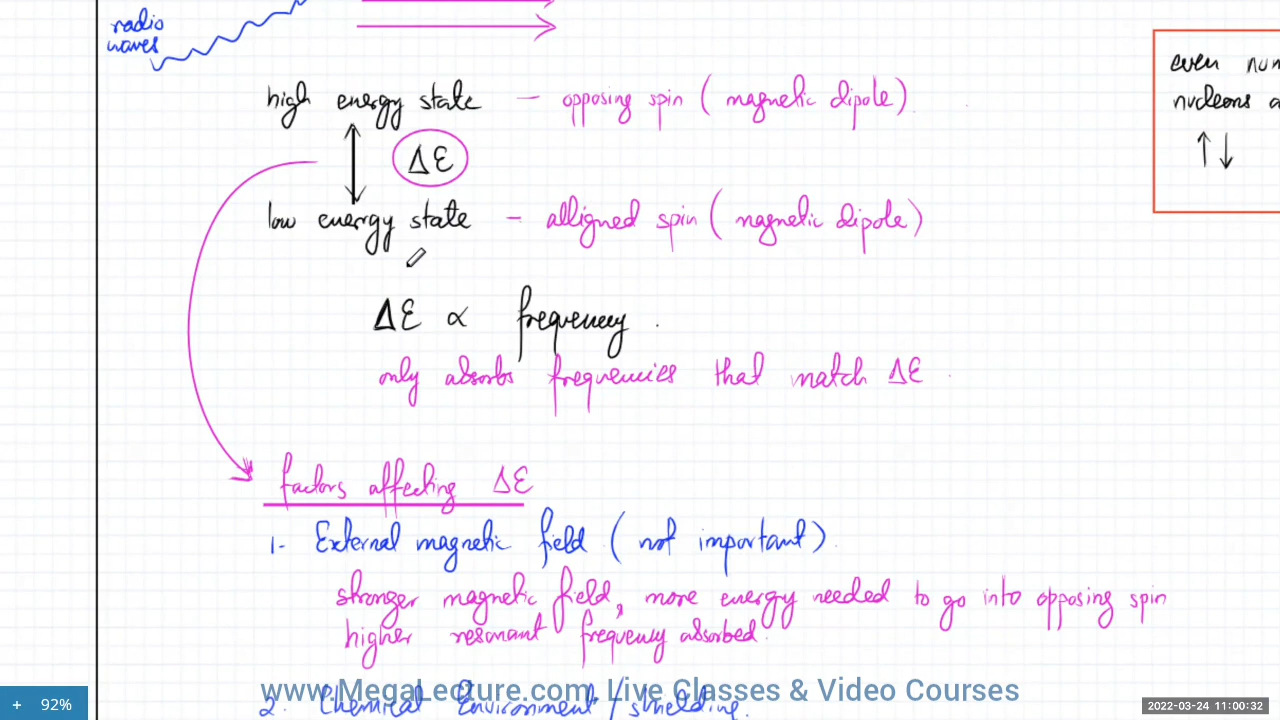 radio
waves
high energy state - opposing spin (magnetic dipole)
even
nucleons
ΔE
↑↓
low energy state - alligned spin (magnetic dipole)
ΔE ∝ frequency.
only absorbs frequencies that match ΔE
factors affecting ΔE
1- External magnetic field (not important)
stronger magnetic field, more energy needed to go into opposing spin
higher resonant frequency absorbed.
www.MegaLecture.com Live Classes & Video Courses
2. Chemical Environment / shielding.
+ 92%
2022-03-24 11:00:32